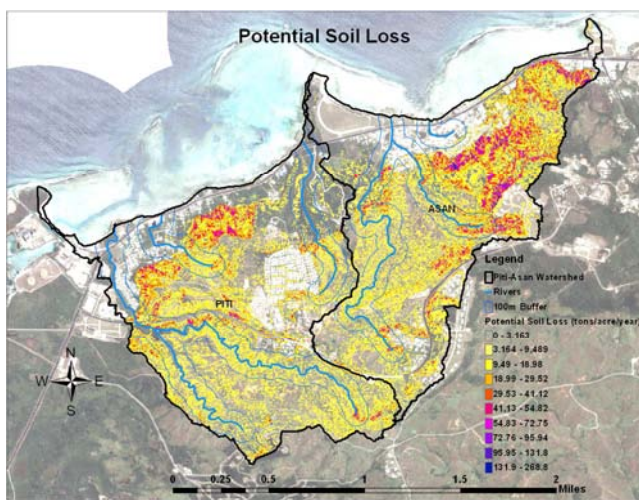 Potential Soil Loss
ASAN
PITI
Legend
Piti-Asan Watershed
Rivers
100m Buffer
Potential Soil Loss (tons/acre/year)
0 - 3.163
3.164 - 9.489
9.49 - 18.98
18.99 - 29.52
29.53 - 41.12
41.13 - 54.82
54.83 - 72.75
72.76 - 95.94
95.95 - 131.8
131.9 - 268.8
N
W E
S
0 0.25 0.5 1 1.5 2
Miles